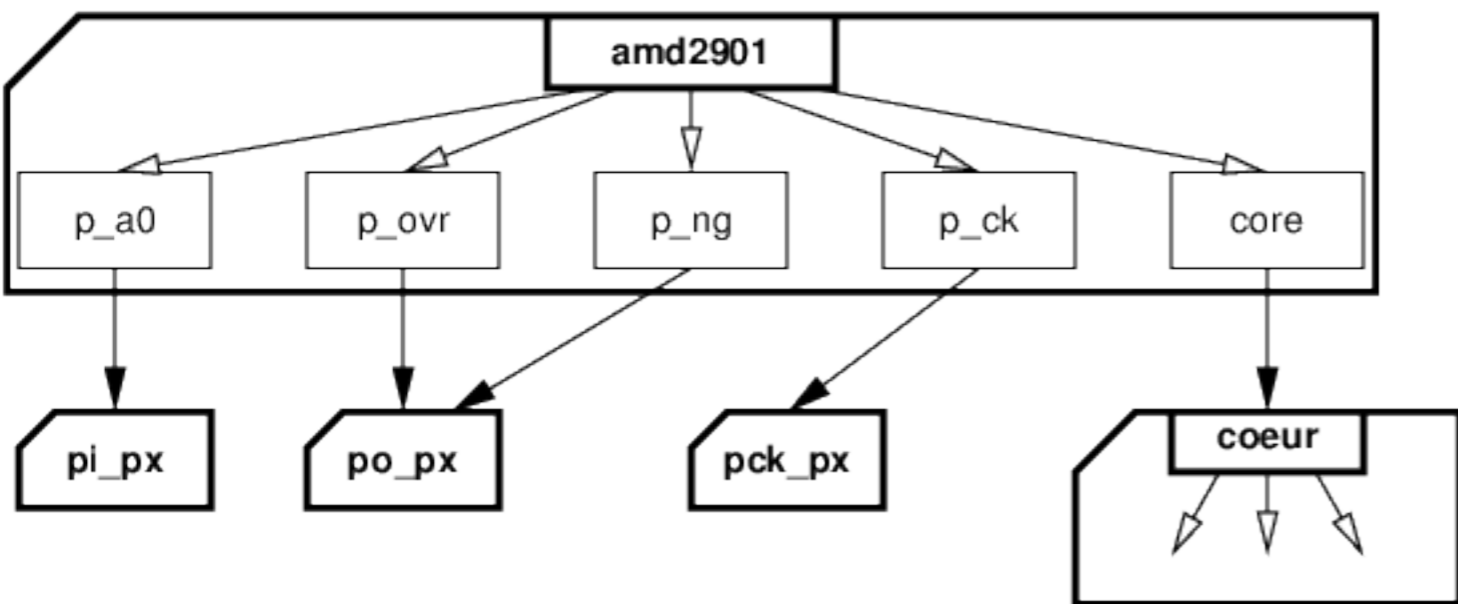 amd2901
p_a0 p_ovr p_ng p_ck core
pi_px po_px pck_px coeur